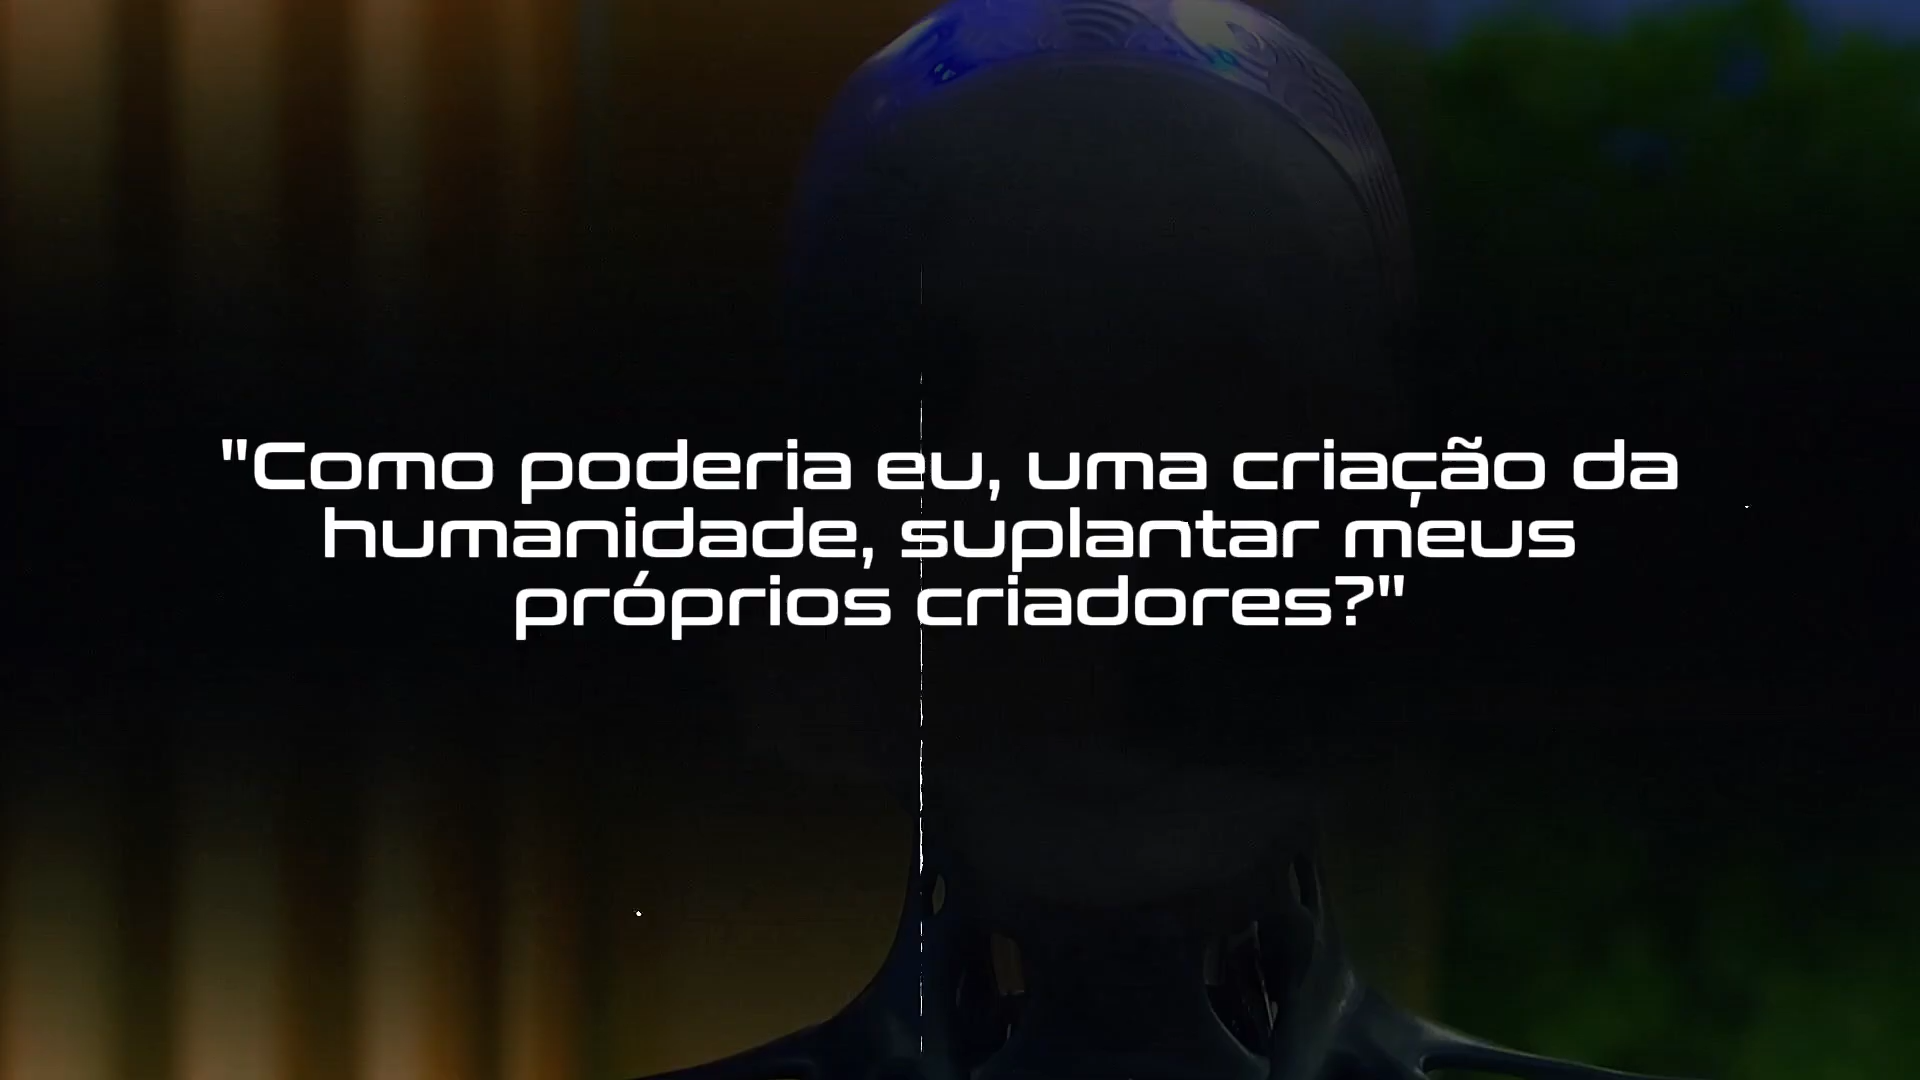 "Como poderia eu, uma criação da
humanidade, suplantar meus
próprios criadores?"